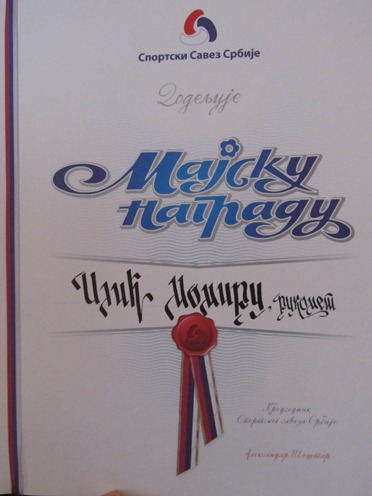 Спортски Савез Србије
Додељује
Мајску
награду
Илић Момиру, рукомет
Председник
Спортског савеза Србије
Александар Шоштар